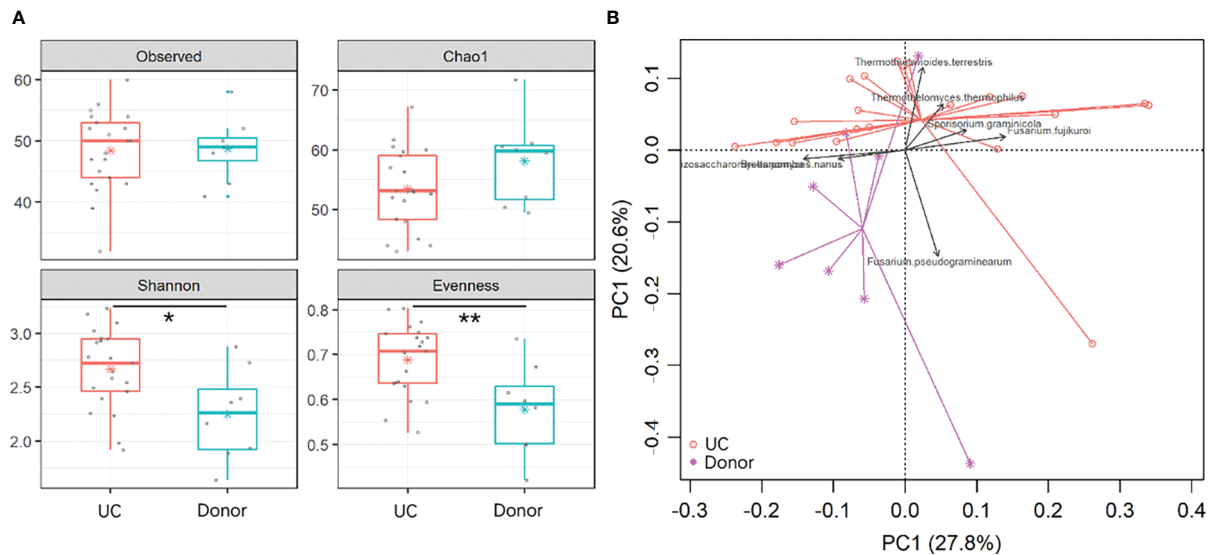 A
B
Observed
Chao1
60
50
40
70
60
50
Shannon
Evenness
*
**
3.0
2.5
2.0
0.8
0.7
0.6
0.5
UC
Donor
UC
Donor
PC1 (20.6%)
0.1
0.0
-0.1
-0.2
-0.3
-0.4
Thermothelomyces.thermophilus
Sporisorium.graminicola
Fusarium.fujikuroi
Fusarium.pseudograminearum
UC
Donor
-0.3
-0.2
-0.1
0.0
0.1
0.2
0.3
0.4
PC1 (27.8%)